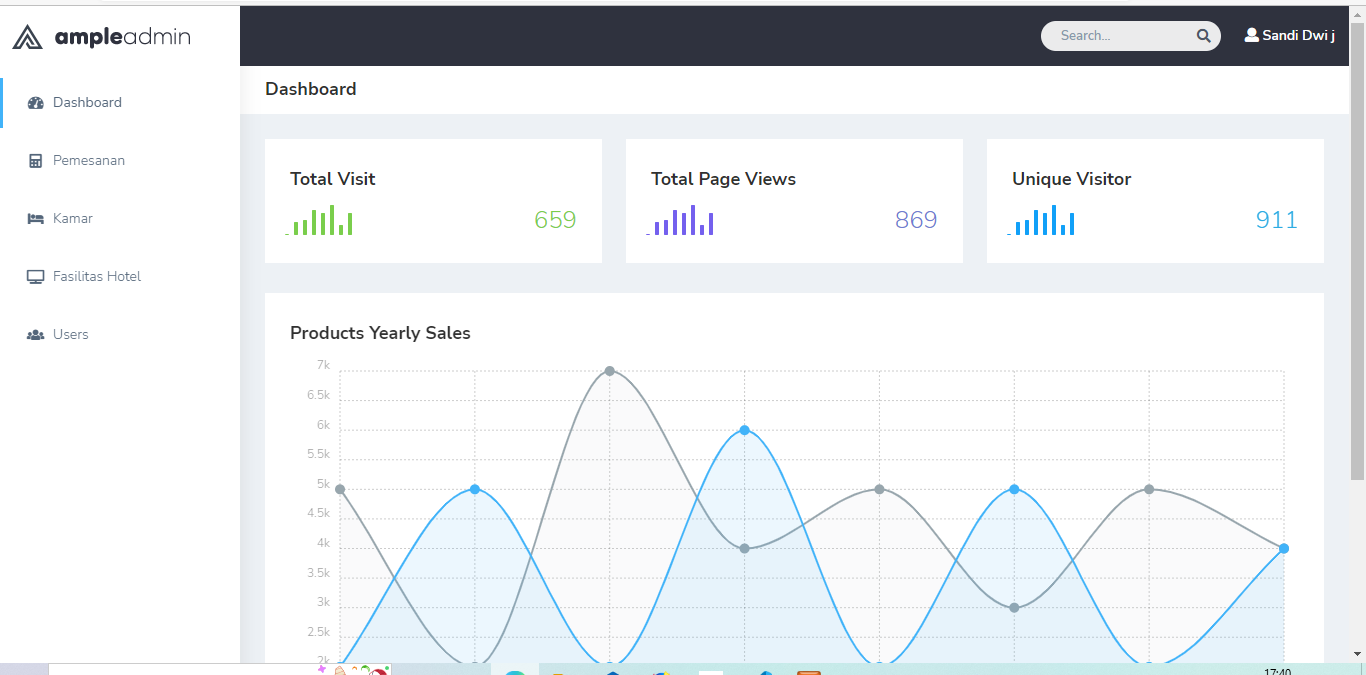 ampleadmin
Search...
Sandi Dwi j
Dashboard
Pemesanan
Kamar
Fasilitas Hotel
Users
Dashboard
Total Visit
659
Total Page Views
869
Unique Visitor
911
Products Yearly Sales
7k
6.5k
6k
5.5k
5k
4.5k
4k
3.5k
3k
2.5k
2k
17:40